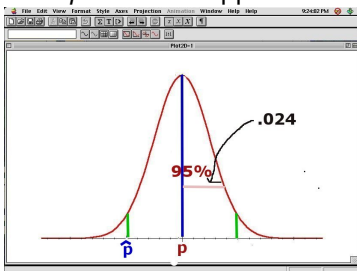 File Edit View Format Style Axes Projection Animation Window Help Help 9:24:02 PM
Plot2D-1
.024
95%
p̂ p